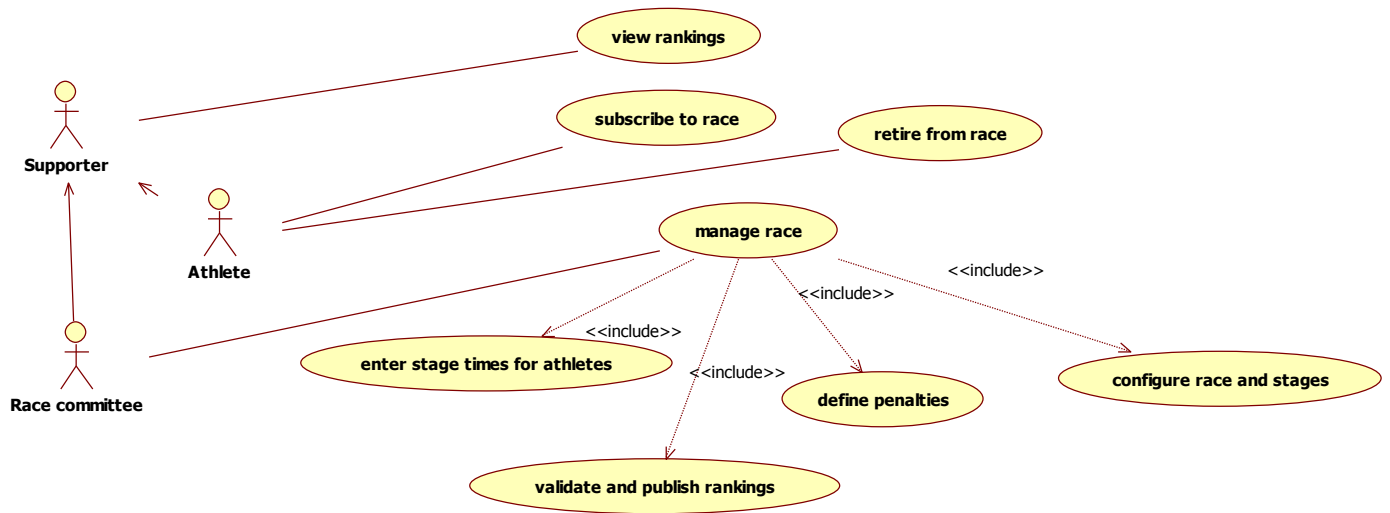 view rankings
subscribe to race
retire from race
Supporter
manage race
Athlete
<<include>>
<<include>>
<<include>>
enter stage times for athletes
<<include>>
configure race and stages
define penalties
Race committee
validate and publish rankings